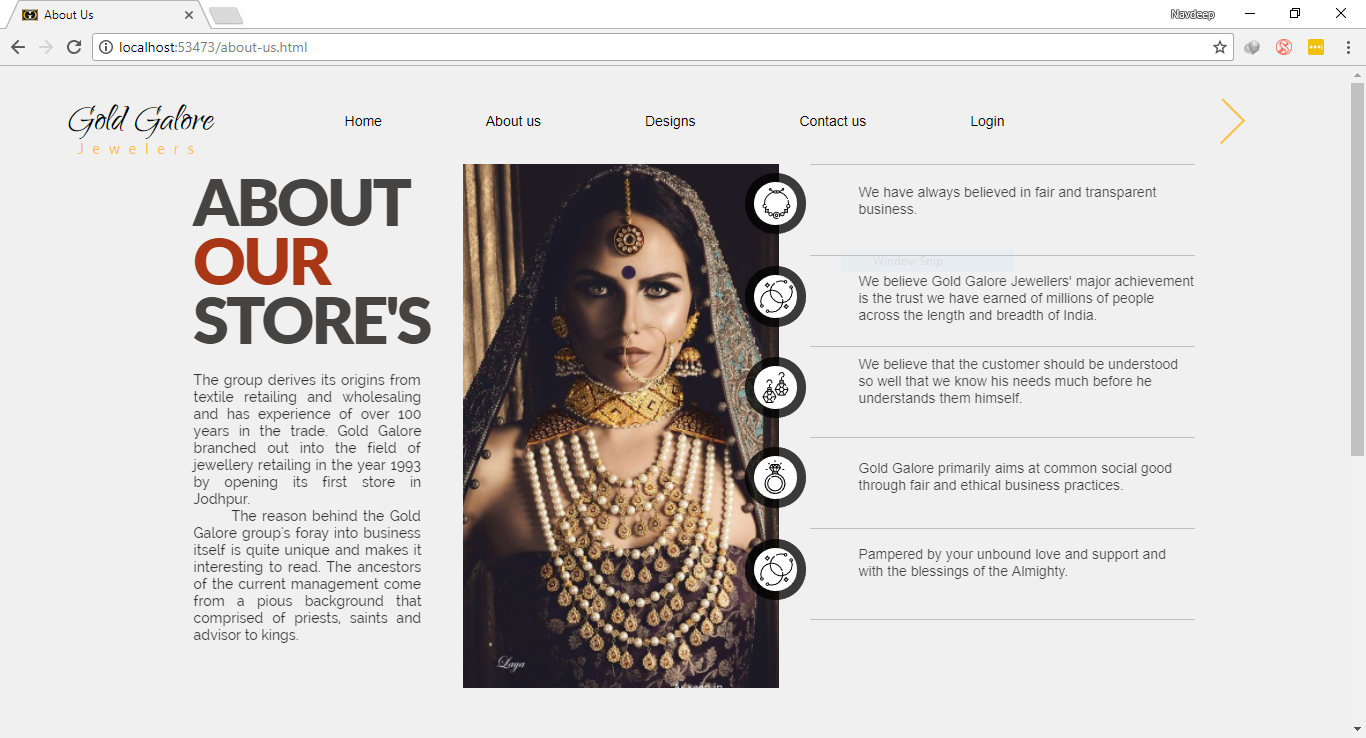 About Us
Navdeep
localhost:53473/about-us.html
Gold Galore
Jewelers
Home
About us
Designs
Contact us
Login
ABOUT
OUR
STORE'S
The group derives its origins from
textile retailing and wholesaling
and has experience of over 100
years in the trade. Gold Galore
branched out into the field of
jewellery retailing in the year 1993
by opening its first store in
Jodhpur.
The reason behind the Gold
Galore group's foray into business
itself is quite unique and makes it
interesting to read. The ancestors
of the current management come
from a pious background that
comprised of priests, saints and
advisor to kings.
Laya
As seen in
We have always believed in fair and transparent
business.
Window Snip
We believe Gold Galore Jewellers' major achievement
is the trust we have earned of millions of people
across the length and breadth of India.
We believe that the customer should be understood
so well that we know his needs much before he
understands them himself.
Gold Galore primarily aims at common social good
through fair and ethical business practices.
Pampered by your unbound love and support and
with the blessings of the Almighty.